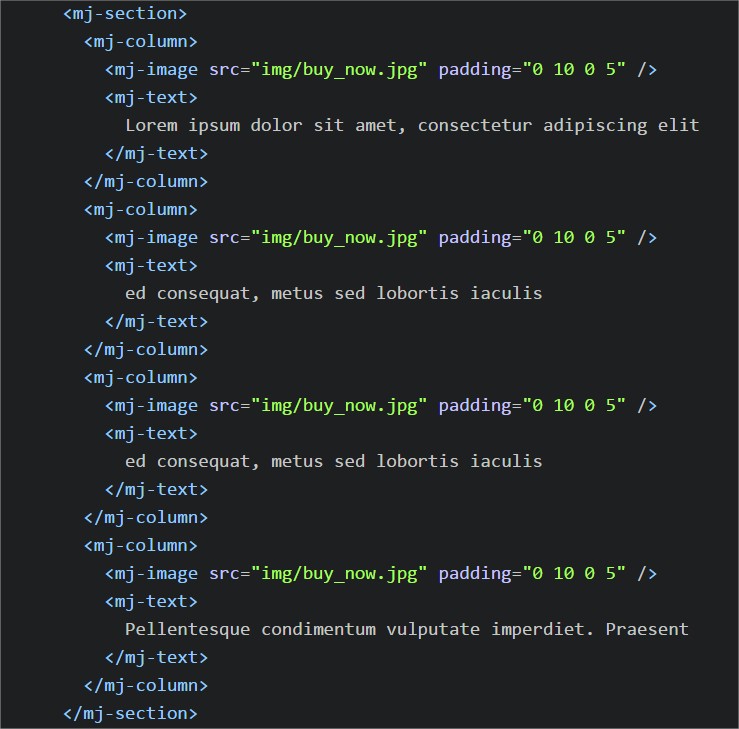 <mj-section>
<mj-column>
<mj-image src="img/buy_now.jpg" padding="0 10 0 5" />
<mj-text>
Lorem ipsum dolor sit amet, consectetur adipiscing elit
</mj-text>
</mj-column>
<mj-column>
<mj-image src="img/buy_now.jpg" padding="0 10 0 5" />
<mj-text>
ed consequat, metus sed lobortis iaculis
</mj-text>
</mj-column>
<mj-column>
<mj-image src="img/buy_now.jpg" padding="0 10 0 5" />
<mj-text>
ed consequat, metus sed lobortis iaculis
</mj-text>
</mj-column>
<mj-column>
<mj-image src="img/buy_now.jpg" padding="0 10 0 5" />
<mj-text>
Pellentesque condimentum vulputate imperdiet. Praesent
</mj-text>
</mj-column>
</mj-section>